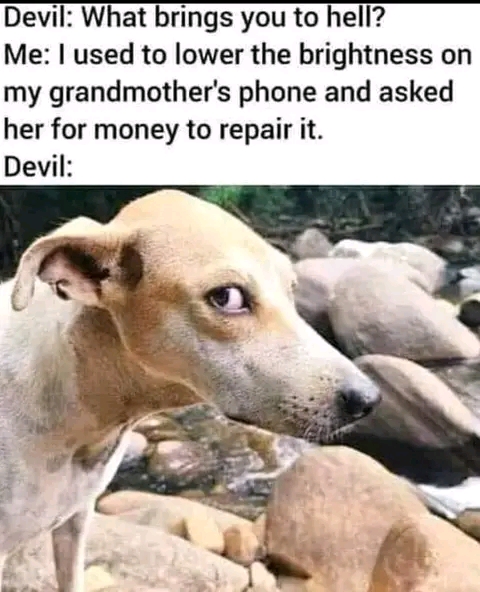 Devil: What brings you to hell?
Me: I used to lower the brightness on
my grandmother's phone and asked
her for money to repair it.
Devil: